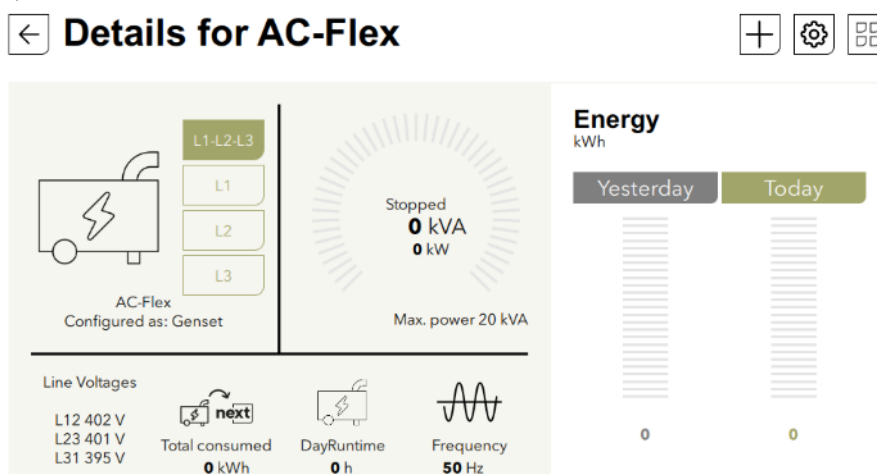 Details for AC-Flex
L1-L2-L3
L1
L2
L3
AC-Flex
Configured as: Genset
Stopped
0 kVA
0 kW
Max. power 20 kVA
Energy
kWh
Yesterday
Today
0
0
Line Voltages
L12 402 V
L23 401 V
L31 395 V
next
Total consumed
0 kWh
DayRuntime
0 h
Frequency
50 Hz